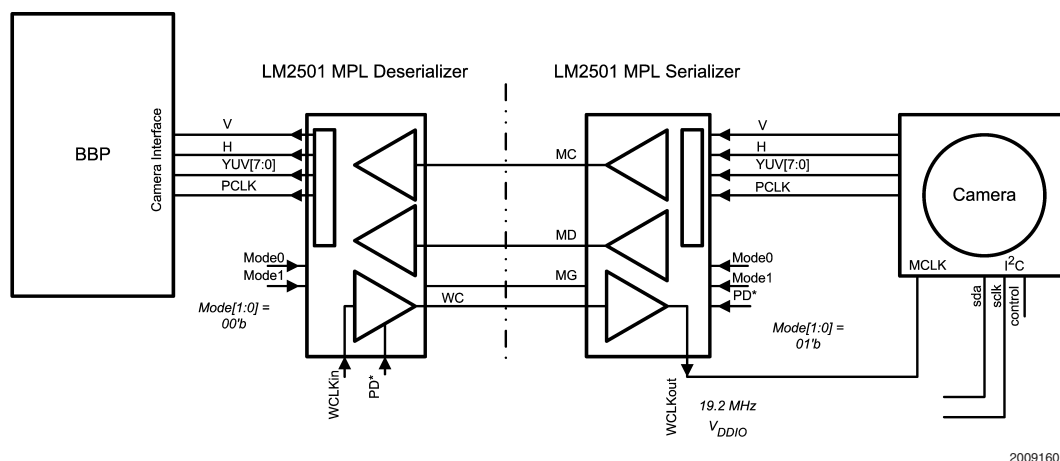 LM2501 MPL Deserializer
LM2501 MPL Serializer
BBP
Camera Interface
V
H
YUV[7:0]
PCLK
Mode0
Mode1
Mode[1:0] =
00'b
WCLKin
PD*
MC
MD
MG
WC
V
H
YUV[7:0]
PCLK
Mode0
Mode1
PD*
Mode[1:0] =
01'b
WCLKout
19.2 MHz
VDDIO
Camera
MCLK
I2C
sda
sclk
control
2009160